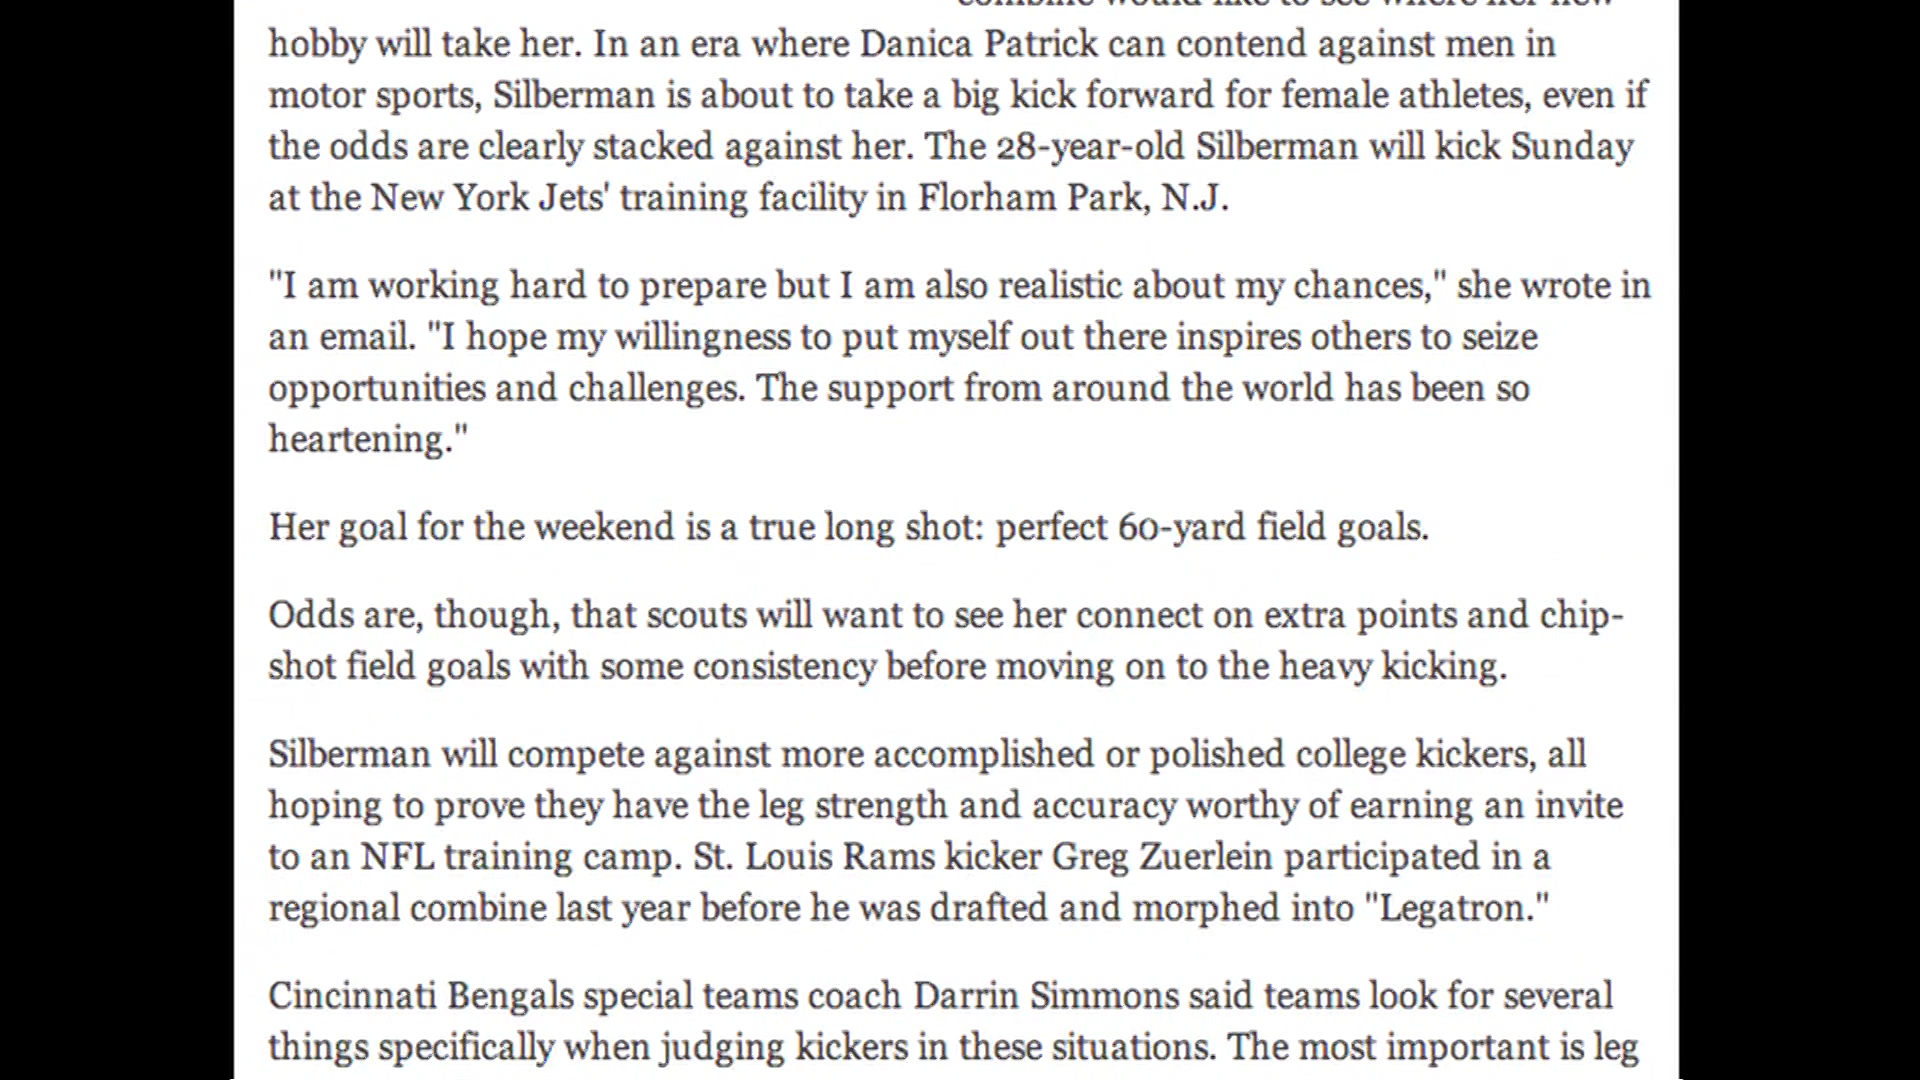 combine would like to see where her new
hobby will take her. In an era where Danica Patrick can contend against men in
motor sports, Silberman is about to take a big kick forward for female athletes, even if
the odds are clearly stacked against her. The 28-year-old Silberman will kick Sunday
at the New York Jets' training facility in Florham Park, N.J.
"I am working hard to prepare but I am also realistic about my chances," she wrote in
an email. "I hope my willingness to put myself out there inspires others to seize
opportunities and challenges. The support from around the world has been so
heartening."
Her goal for the weekend is a true long shot: perfect 60-yard field goals.
Odds are, though, that scouts will want to see her connect on extra points and chip-
shot field goals with some consistency before moving on to the heavy kicking.
Silberman will compete against more accomplished or polished college kickers, all
hoping to prove they have the leg strength and accuracy worthy of earning an invite
to an NFL training camp. St. Louis Rams kicker Greg Zuerlein participated in a
regional combine last year before he was drafted and morphed into "Legatron."
Cincinnati Bengals special teams coach Darrin Simmons said teams look for several
things specifically when judging kickers in these situations. The most important is leg